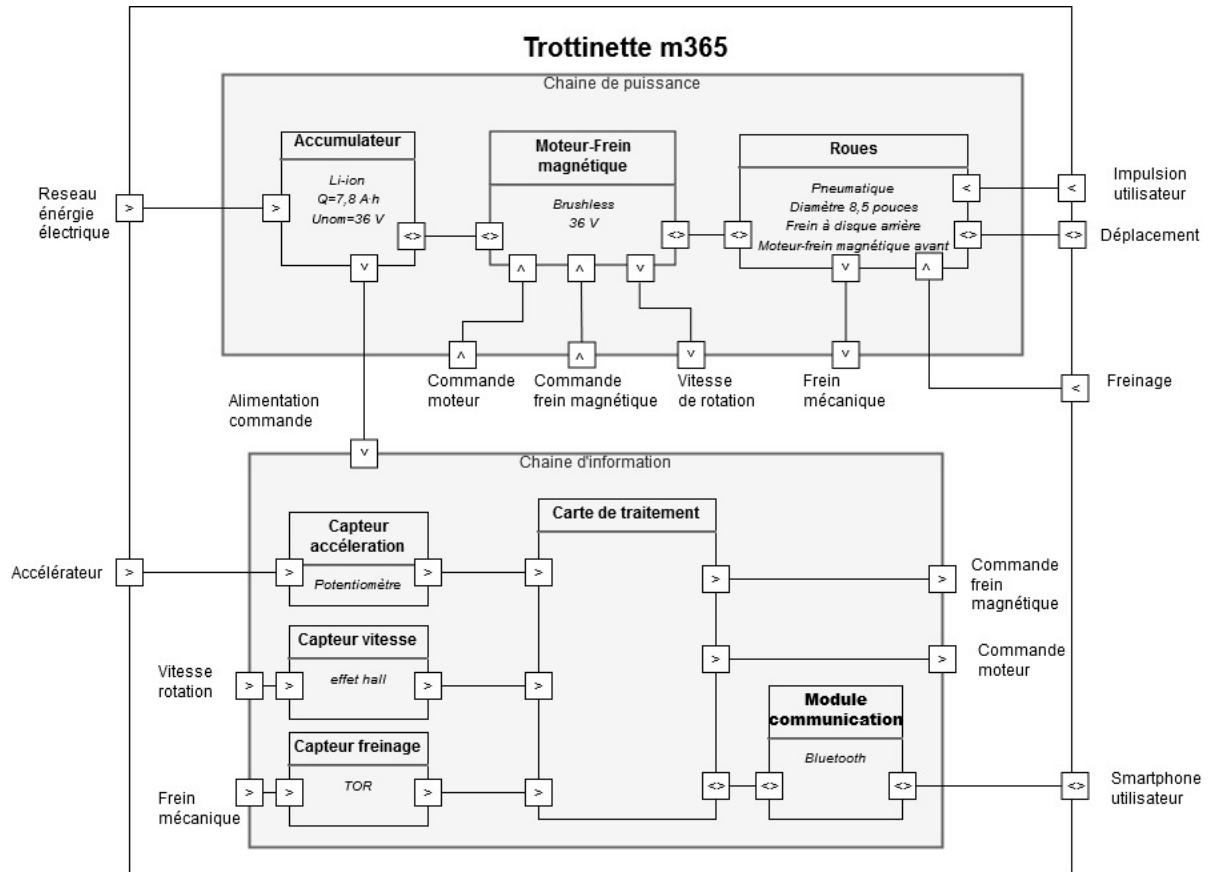 Trottinette m365
Chaine de puissance
Accumulateur
Li-ion
Q=7,8 A·h
Unom=36 V
Moteur-Frein
magnétique
Brushless
36 V
Roues
Pneumatique
Diamètre 8,5 pouces
Frein à disque arrière
Moteur-frein magnétique avant
Reseau
énérgie
électrique
Impulsion
utilisateur
Déplacement
Freinage
Commande
moteur
Commande
frein magnétique
Vitesse
de rotation
Frein
mécanique
Alimentation
commande
Chaine d'information
Capteur
accéleration
Potentiomètre
Carte de traitement
Accélérateur
Commande
frein
magnétique
Capteur vitesse
effet hall
Vitesse
rotation
Commande
moteur
Module
communication
Bluetooth
Capteur freinage
TOR
Frein
mécanique
Smartphone
utilisateur